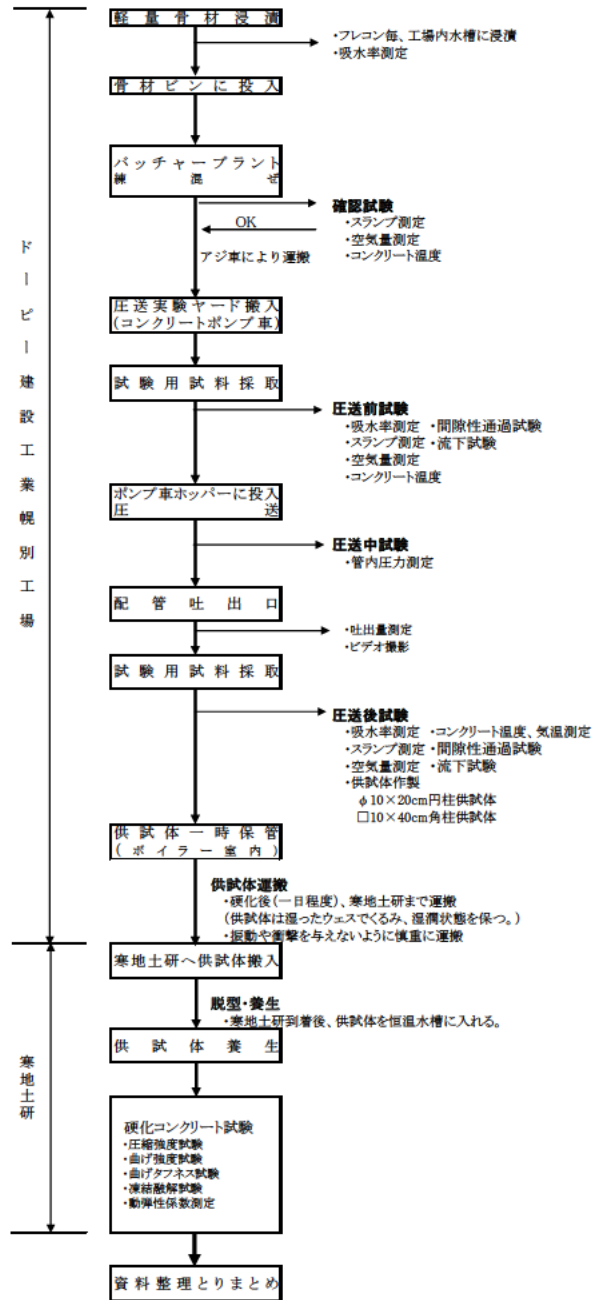 軽量骨材浸漬
・フレコン毎、工場内水槽に浸漬
・吸水率測定
骨材ビンに投入
バッチャープラント
練混ぜ
確認試験
OK
・スランプ測定
・空気量測定
アジ車により運搬
・コンクリート温度
圧送実験ヤード搬入
(コンクリートポンプ車)
試験用試料採取
圧送前試験
・吸水率測定 ・間隙性通過試験
・スランプ測定 ・流下試験
・空気量測定
・コンクリート温度
ポンプ車ホッパーに投入
圧送
圧送中試験
・管内圧力測定
配管吐出口
・吐出量測定
・ビデオ撮影
試験用試料採取
圧送後試験
・吸水率測定 ・コンクリート温度、気温測定
・スランプ測定 ・間隙性通過試験
・空気量測定 ・流下試験
・供試体作製
φ10×20cm円柱供試体
□10×40cm角柱供試体
供試体一時保管
(ボイラー室内)
供試体運搬
・硬化後(一日程度)、寒地土研まで運搬
(供試体は湿ったウェスでくるみ、湿潤状態を保つ。)
・振動や衝撃を与えないように慎重に運搬
ドーピー建設工業幌別工場
寒地土研へ供試体搬入
脱型・養生
・寒地土研到着後、供試体を恒温水槽に入れる。
供試体養生
硬化コンクリート試験
・圧縮強度試験
・曲げ強度試験
・曲げタフネス試験
・凍結融解試験
・動弾性係数測定
寒地土研
資料整理とりまとめ